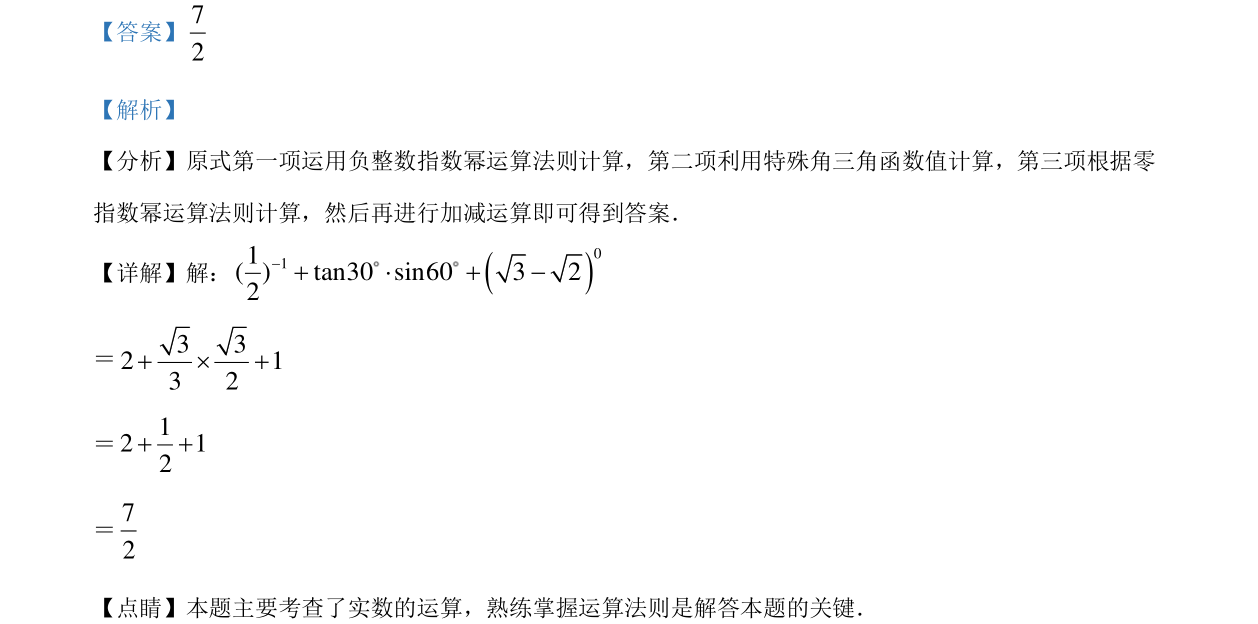 【答案】$\frac{7}{2}$
【解析】
【分析】原式第一项运用负整数指数幂运算法则计算，第二项利用特殊角三角函数值计算，第三项根据零
指数幂运算法则计算，然后再进行加减运算即可得到答案．
【详解】解：$(\frac{1}{2})^{-1}+\tan30^{\circ}\cdot\sin60^{\circ}+\left(\sqrt{3}-\sqrt{2}\right)^{0}$
＝$2+\frac{\sqrt{3}}{3}\times\frac{\sqrt{3}}{2}+1$
＝$2+\frac{1}{2}+1$
＝$\frac{7}{2}$
【点睛】本题主要考查了实数的运算，熟练掌握运算法则是解答本题的关键．